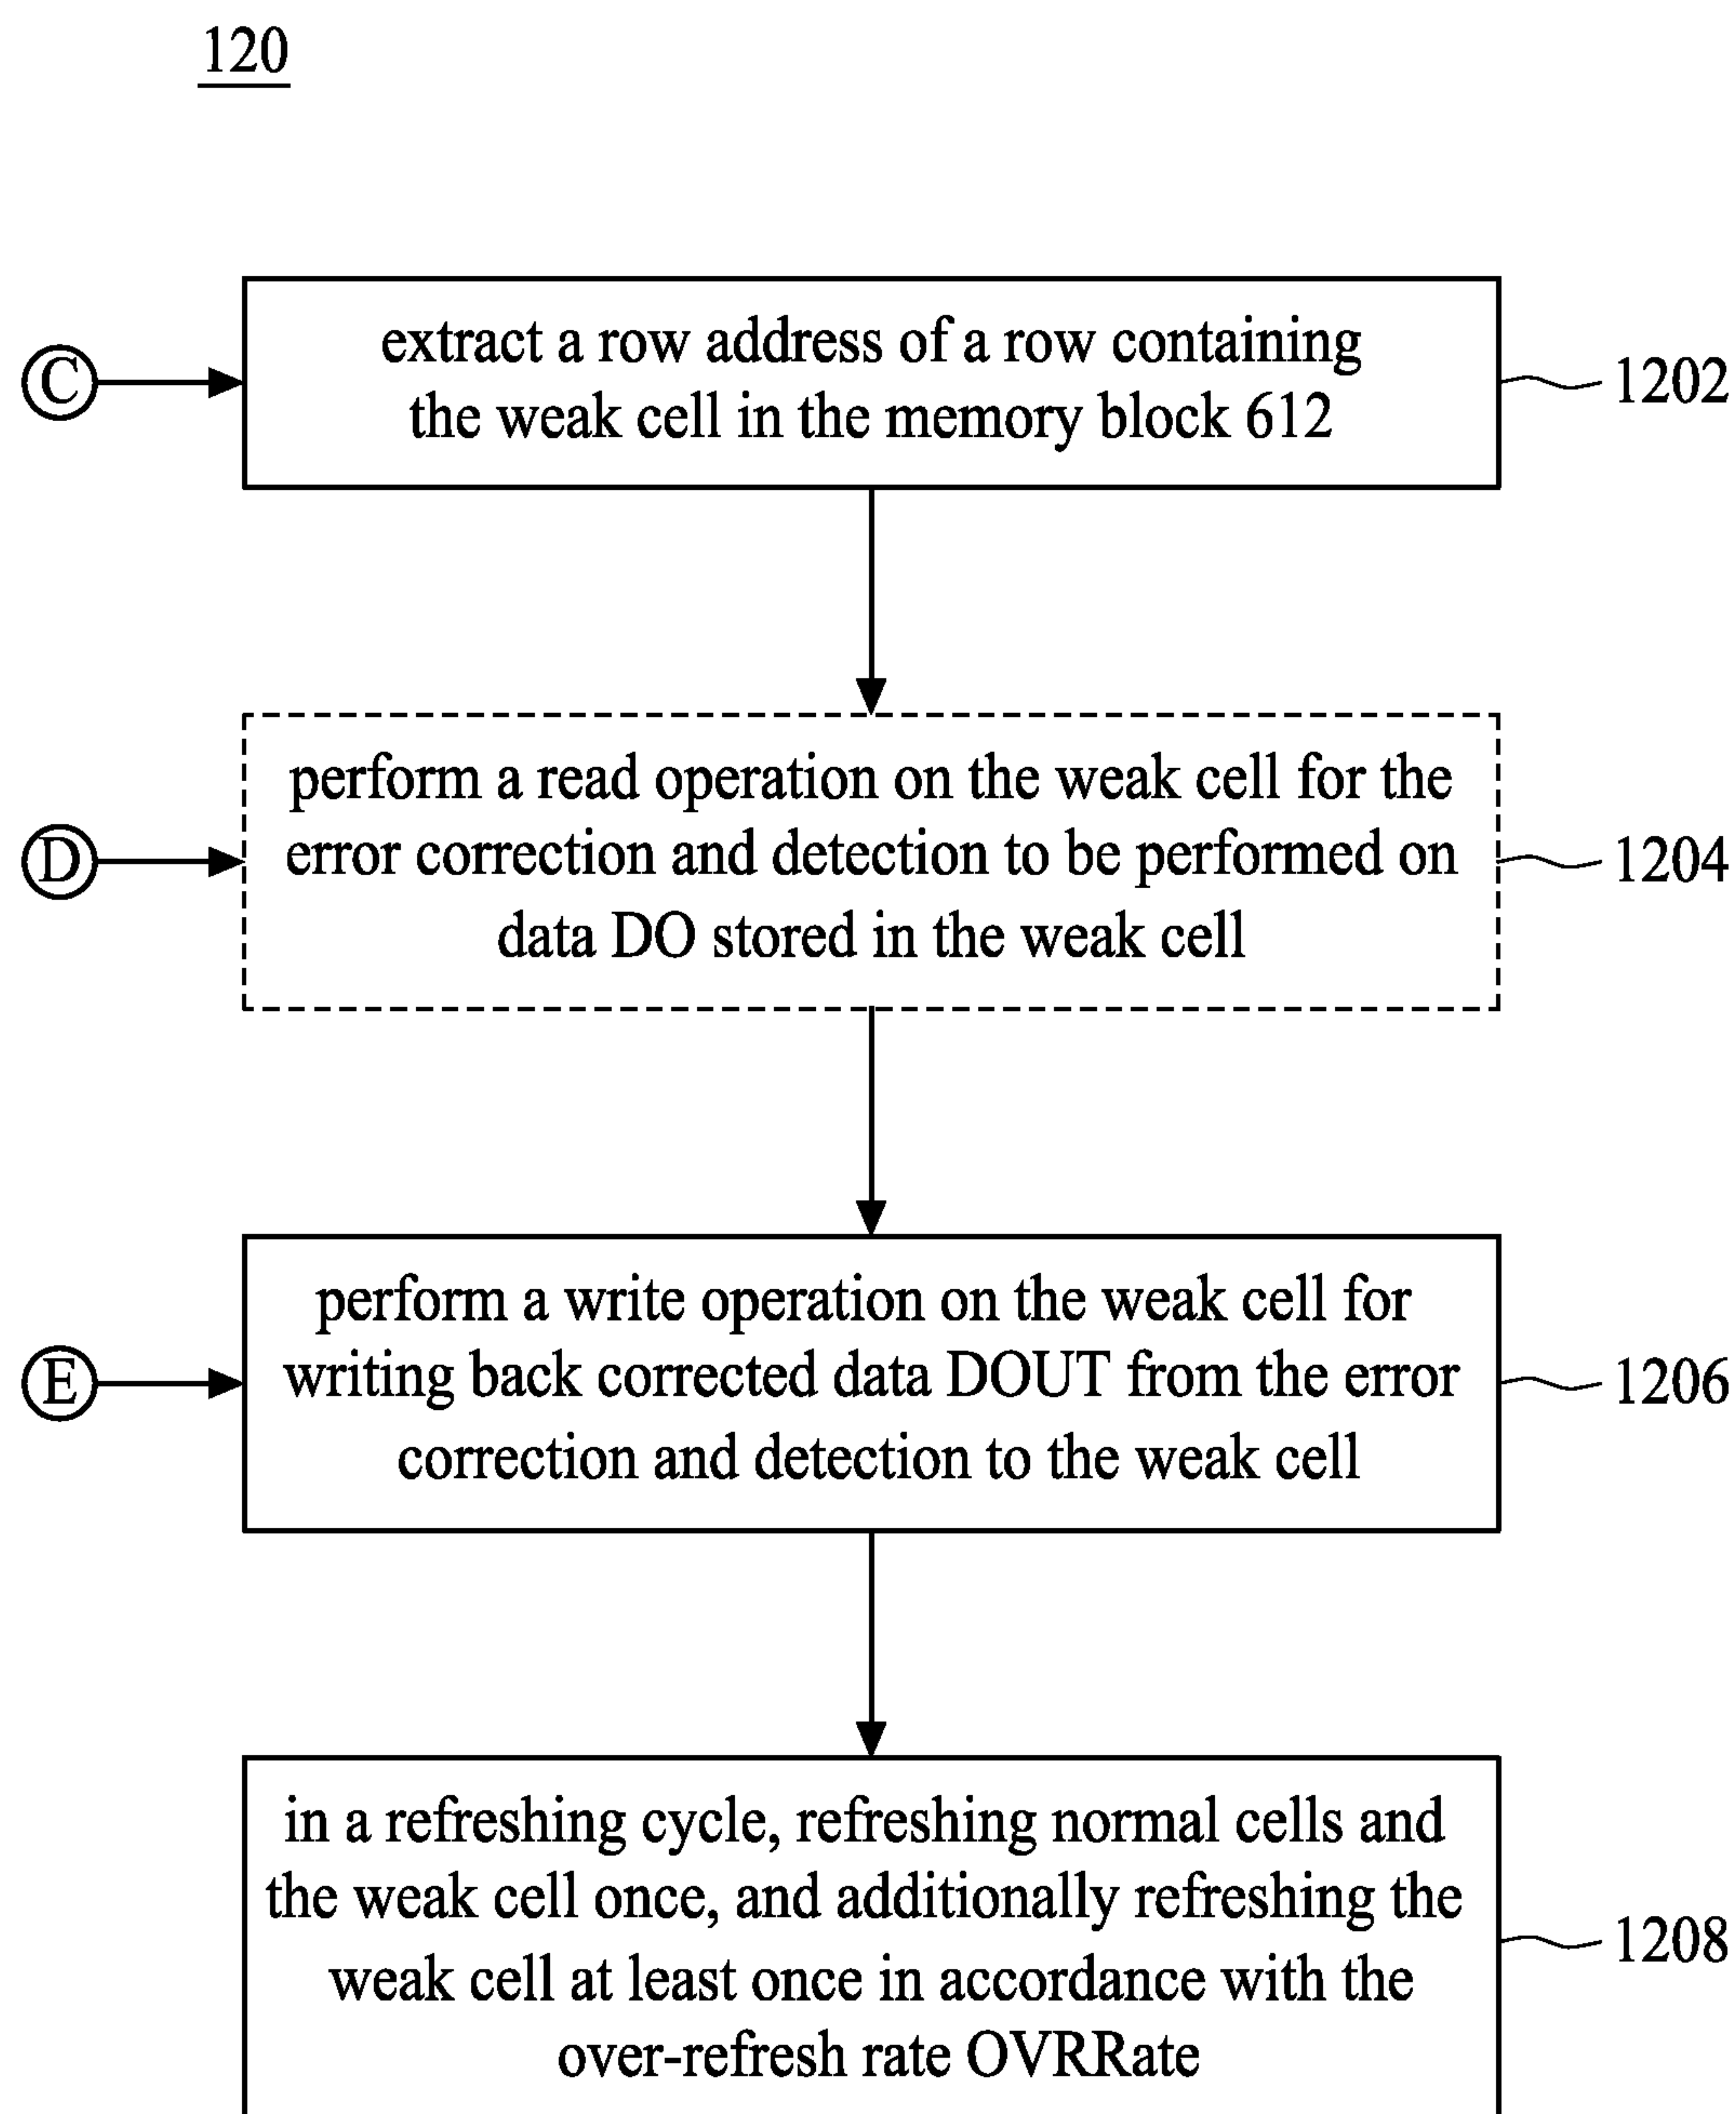 120
extract a row address of a row containing
the weak cell in the memory block 612
C
1202
perform a read operation on the weak cell for the
error correction and detection to be performed on
data DO stored in the weak cell
D
1204
perform a write operation on the weak cell for
writing back corrected data DOUT from the error
correction and detection to the weak cell
E
1206
in a refreshing cycle, refreshing normal cells and
the weak cell once, and additionally refreshing the
weak cell at least once in accordance with the
over-refresh rate OVRRate
1208